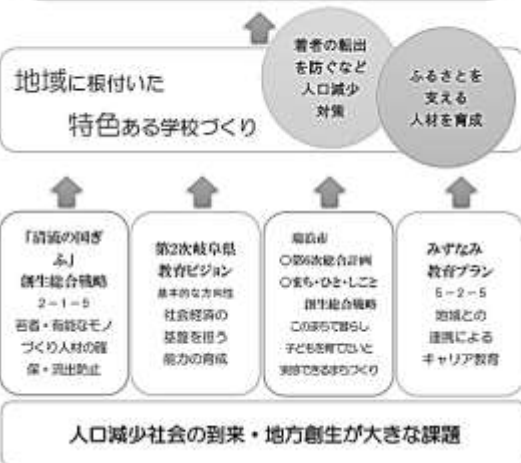 若者の転出
を防ぐなど
人口減少
対策
ふるさとを
支える
人材を育成
地域に根付いた
特色ある学校づくり
「清流の国ぎ
ふ」
創生総合戦略
2-1-5
若者・有能なモノ
づくり人材の確
保・流出防止
第2次岐阜県
教育ビジョン
基本的な方向性
社会経済の
基盤を担う
能力の育成
瑞浪市
〇第6次総合計画
〇まち・ひと・しごと
創生総合戦略
このまちで暮らし
子どもを育てたいと
実感できるまちづくり
みずなみ
教育プラン
5-2-5
地域との
連携による
キャリア教育
人口減少社会の到来・地方創生が大きな課題